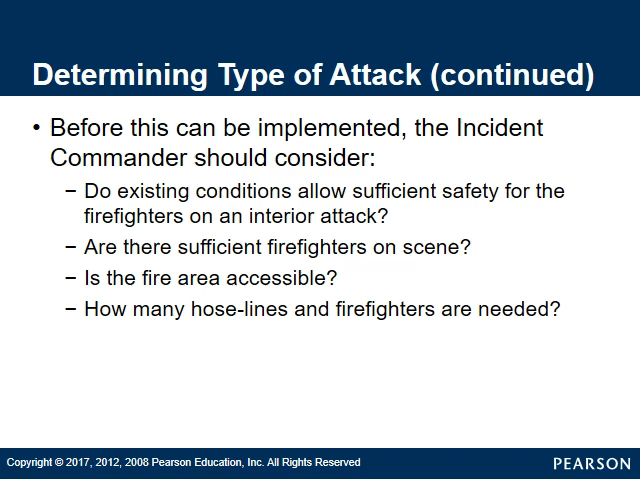 Determining Type of Attack (continued)
• Before this can be implemented, the Incident
Commander should consider:
− Do existing conditions allow sufficient safety for the
firefighters on an interior attack?
− Are there sufficient firefighters on scene?
− Is the fire area accessible?
− How many hose-lines and firefighters are needed?
Copyright © 2017, 2012, 2008 Pearson Education, Inc. All Rights Reserved
PEARSON